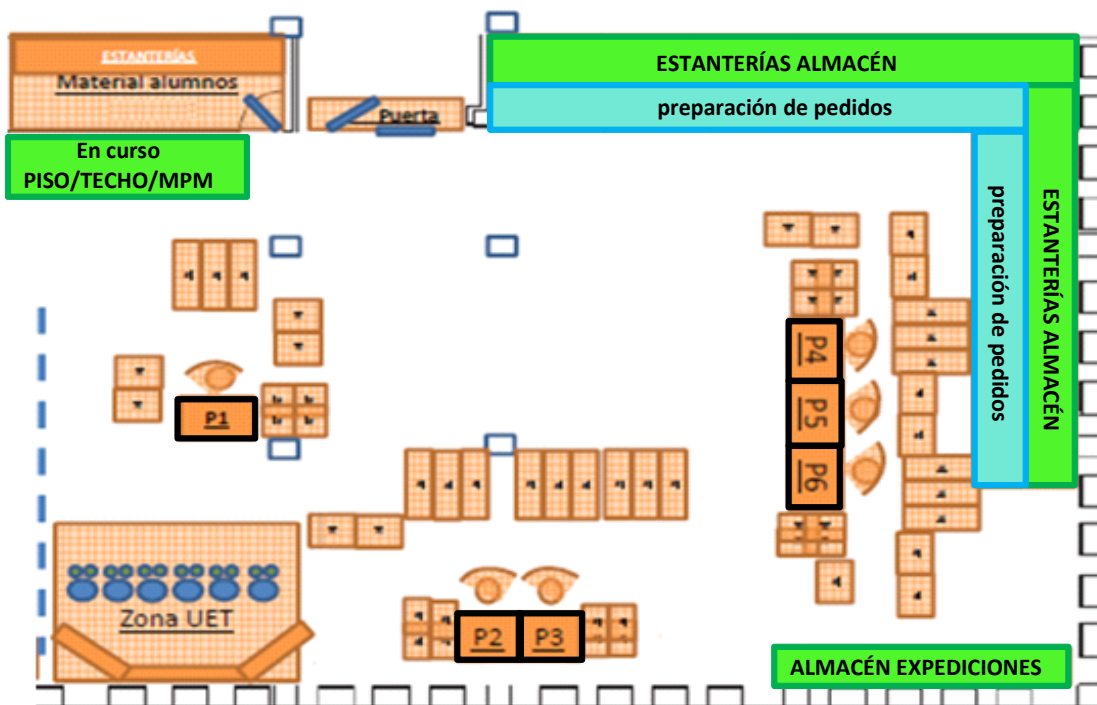 ESTANTERÍAS
Material alumnos
Puerta
ESTANTERÍAS ALMACÉN
preparación de pedidos
En curso
PISO/TECHO/MPM
preparación de pedidos
ESTANTERÍAS ALMACÉN
P4
P5
P6
P1
Zona UET
P2
P3
ALMACÉN EXPEDICIONES